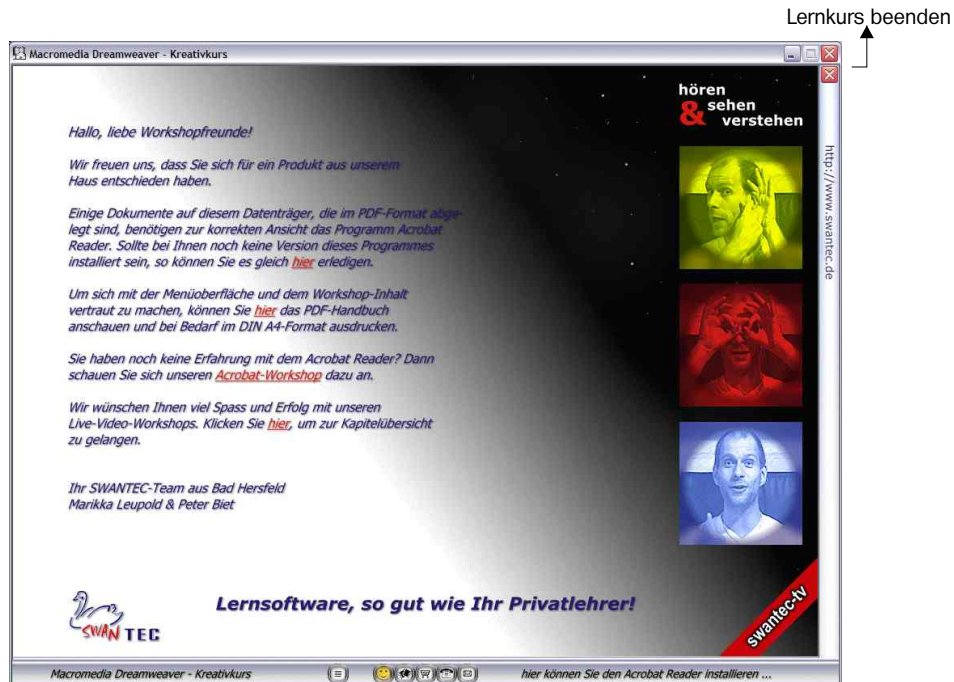 Lernkurs beenden
Macromedia Dreamweaver - Kreativkurs
hören
& sehen
verstehen
http://www.swantec.de
Hallo, liebe Workshopfreunde!
Wir freuen uns, dass Sie sich für ein Produkt aus unserem
Haus entschieden haben.
Einige Dokumente auf diesem Datenträger, die im PDF-Format abge-
legt sind, benötigen zur korrekten Ansicht das Programm Acrobat
Reader. Sollte bei Ihnen noch keine Version dieses Programmes
installiert sein, so können Sie es gleich hier erledigen.
Um sich mit der Menüoberfläche und dem Workshop-Inhalt
vertraut zu machen, können Sie hier das PDF-Handbuch
anschauen und bei Bedarf im DIN A4-Format ausdrucken.
Sie haben noch keine Erfahrung mit dem Acrobat Reader? Dann
schauen Sie sich unseren Acrobat-Workshop dazu an.
Wir wünschen Ihnen viel Spass und Erfolg mit unseren
Live-Video-Workshops. Klicken Sie hier, um zur Kapitelübersicht
zu gelangen.
Ihr SWANTEC-Team aus Bad Hersfeld
Marikka Leupold & Peter Biet
SWANTEC
Lernsoftware, so gut wie Ihr Privatlehrer!
swantec-tv
Macromedia Dreamweaver - Kreativkurs
hier können Sie den Acrobat Reader installieren ...